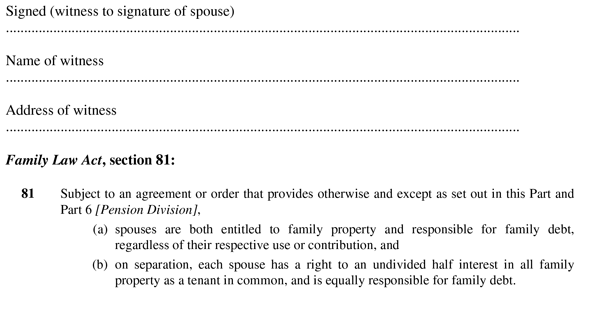 Signed (witness to signature of spouse)
..........................................................................................................................................
Name of witness
..........................................................................................................................................
Address of witness
..........................................................................................................................................
Family Law Act, section 81:
81 Subject to an agreement or order that provides otherwise and except as set out in this Part and
Part 6 [Pension Division],
(a) spouses are both entitled to family property and responsible for family debt,
regardless of their respective use or contribution, and
(b) on separation, each spouse has a right to an undivided half interest in all family
property as a tenant in common, and is equally responsible for family debt.